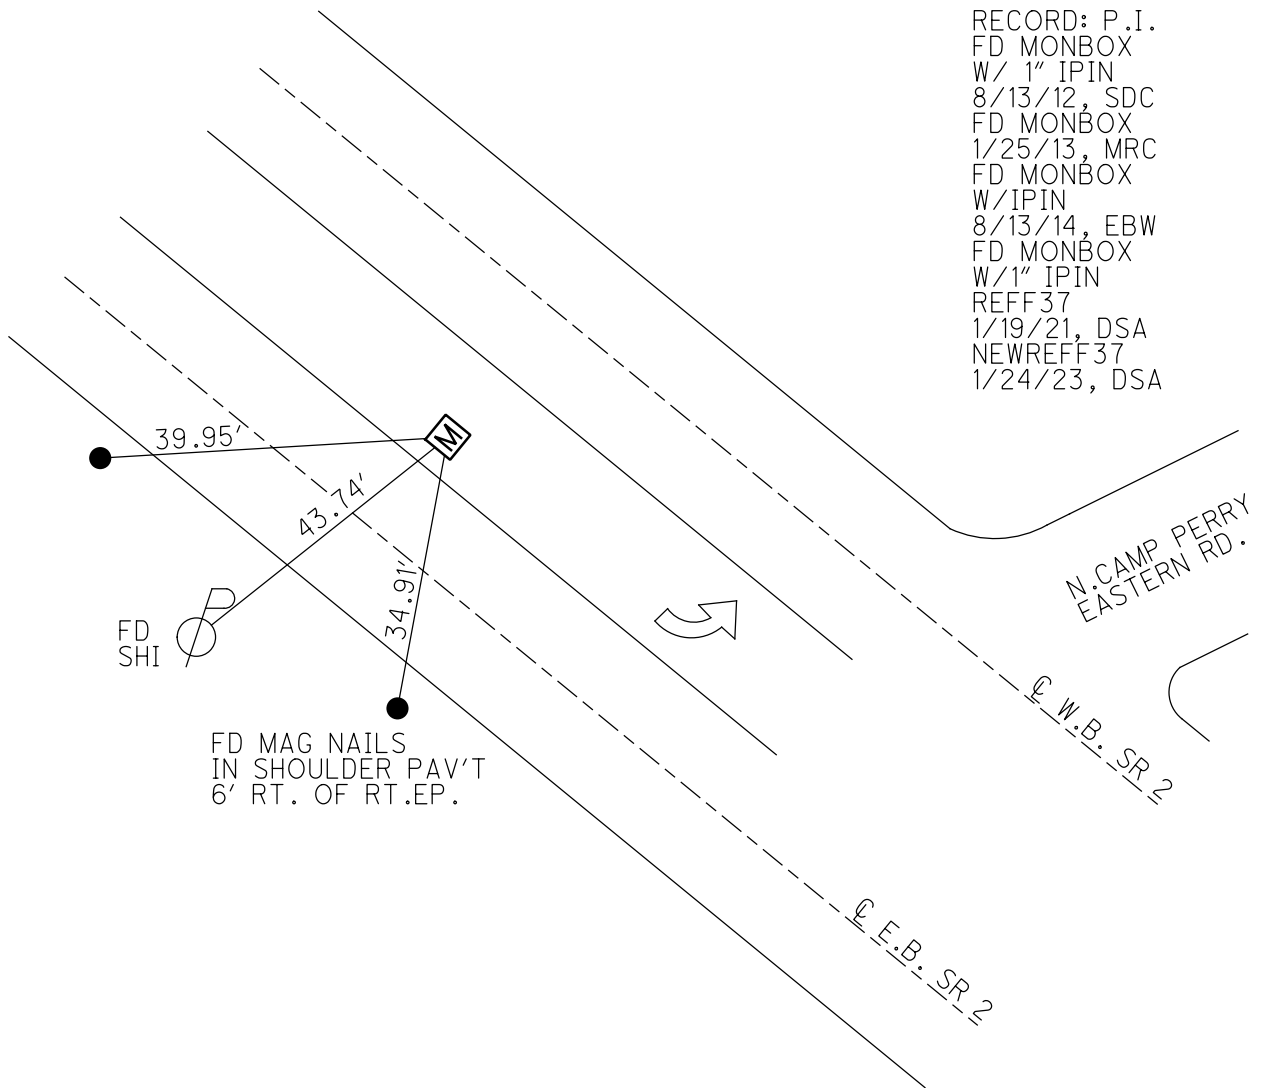 RECORD: P.I.
FD MONBOX
W/ 1" IPIN
8/13/12, SDC
FD MONBOX
1/25/13, MRC
FD MONBOX
W/IPIN
8/13/14, EBW
FD MONBOX
W/1" IPIN
REFF37
1/19/21, DSA
NEWREFF37
1/24/23, DSA
39.95'
M
43.74'
34.91'
N.CAMP PERRY
EASTERN RD.
FD
SHI
P
℄ W.B. SR 2
FD MAG NAILS
IN SHOULDER PAV'T
6' RT. OF RT.EP.
℄ E.B. SR 2